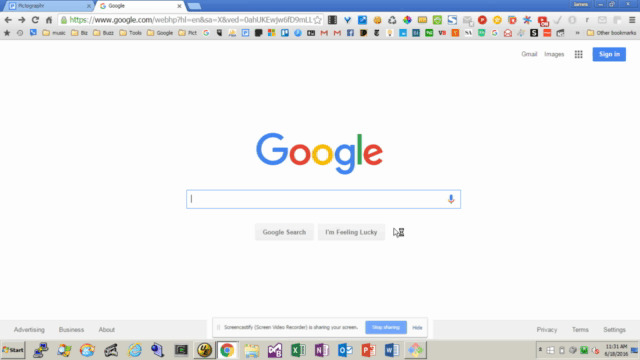 Pictograph!
Google
James
https://www.google.com/webhp?hl=en&sa=X&ved=0ahUKEwjw6fD9mLL
Apps
music
Biz
Buzz
Tools
Google
Pict
Other bookmarks
Gmail Images
Sign in
Google
Google Search
I'm Feeling Lucky
Screencastify (Screen Video Recorder) is sharing your screen.
Stop sharing
Hide
Advertising Business About
Privacy Terms Settings
Start
11:31 AM
6/18/2016